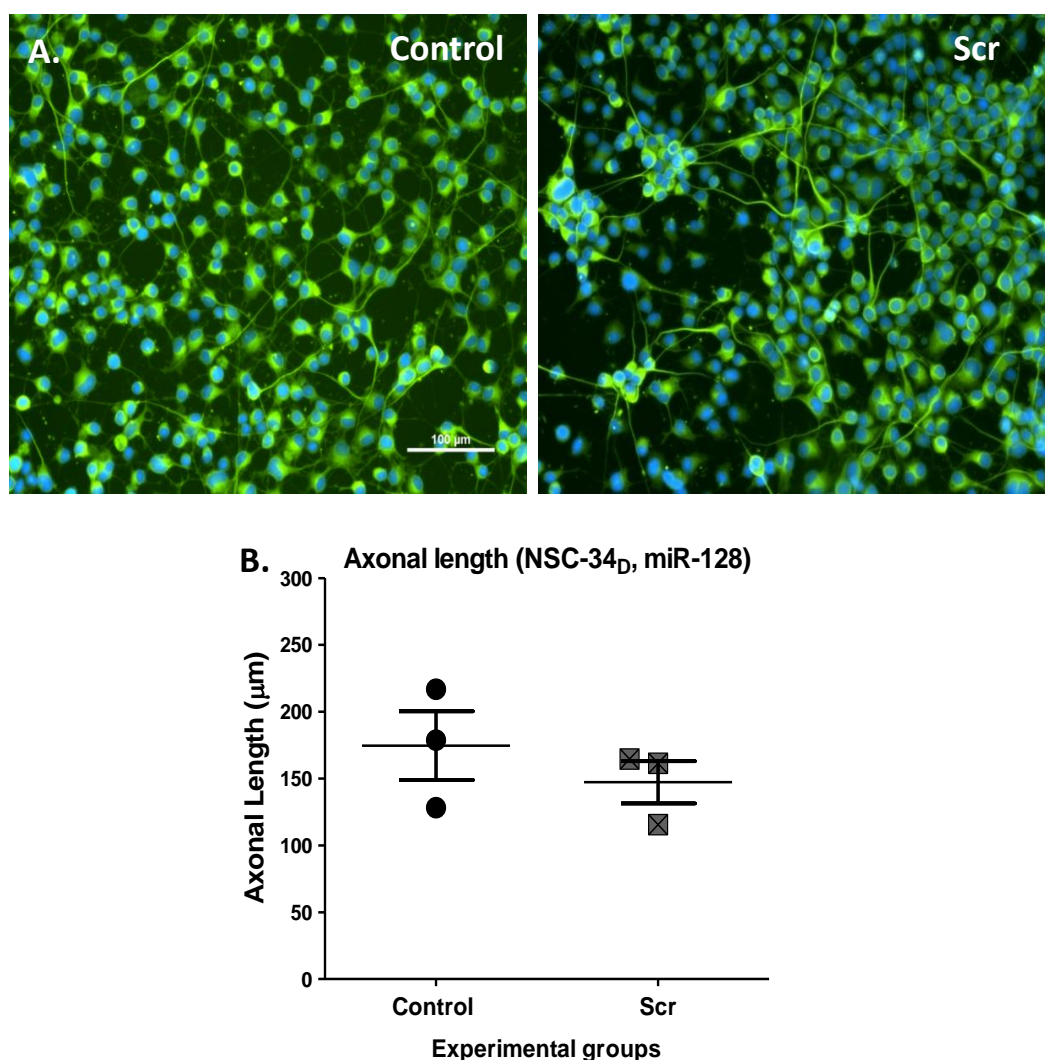 A.
Control
Scr
100 µm
B.
Axonal length (NSC-34D, miR-128)
Axonal Length (µm)
300
250
200
150
100
50
0
Control
Scr
Experimental groups